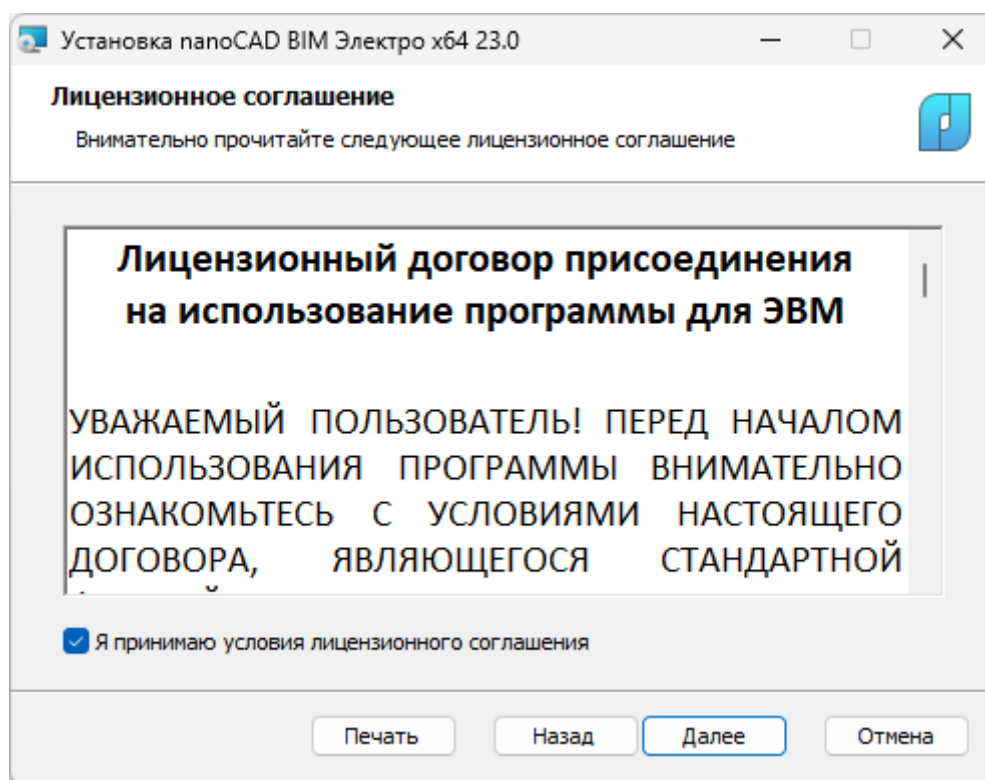 Установка nanoCAD BIM Электро x64 23.0
Лицензионное соглашение
Внимательно прочитайте следующее лицензионное соглашение
Лицензионный договор присоединения
на использование программы для ЭВМ
УВАЖАЕМЫЙ ПОЛЬЗОВАТЕЛЬ! ПЕРЕД НАЧАЛОМ
ИСПОЛЬЗОВАНИЯ ПРОГРАММЫ ВНИМАТЕЛЬНО
ОЗНАКОМЬТЕСЬ С УСЛОВИЯМИ НАСТОЯЩЕГО
ДОГОВОРА, ЯВЛЯЮЩЕГОСЯ СТАНДАРТНОЙ
Я принимаю условия лицензионного соглашения
Печать Назад Далее Отмена